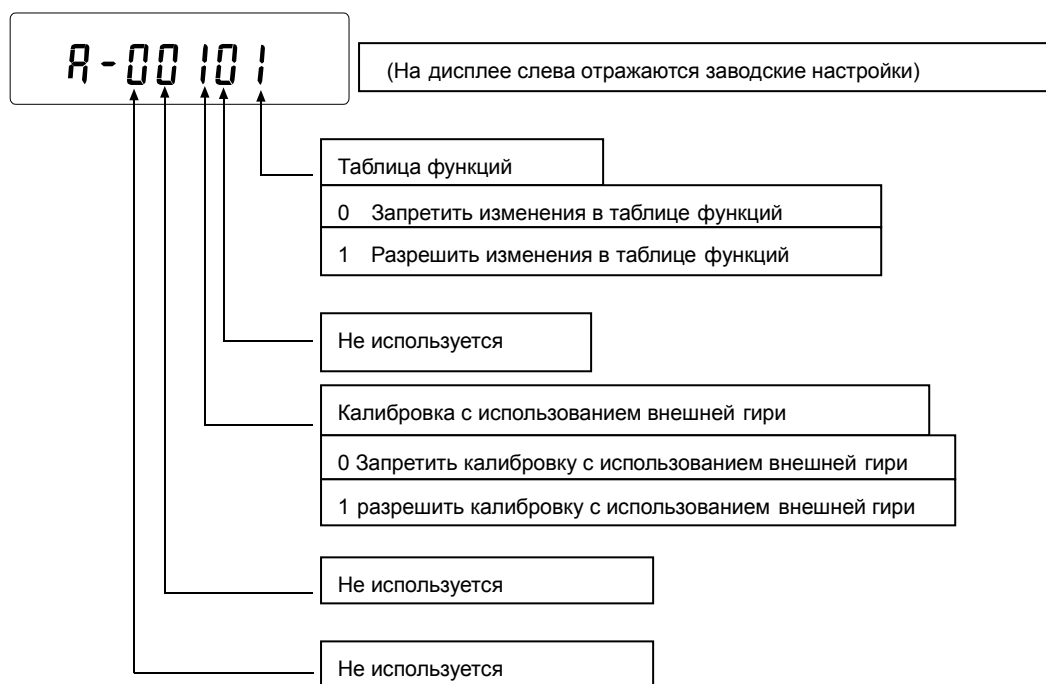 A-00101
(На дисплее слева отражаются заводские настройки)
Таблица функций
0 Запретить изменения в таблице функций
1 Разрешить изменения в таблице функций
Не используется
Калибровка с использованием внешней гири
0 Запретить калибровку с использованием внешней гири
1 разрешить калибровку с использованием внешней гири
Не используется
Не используется